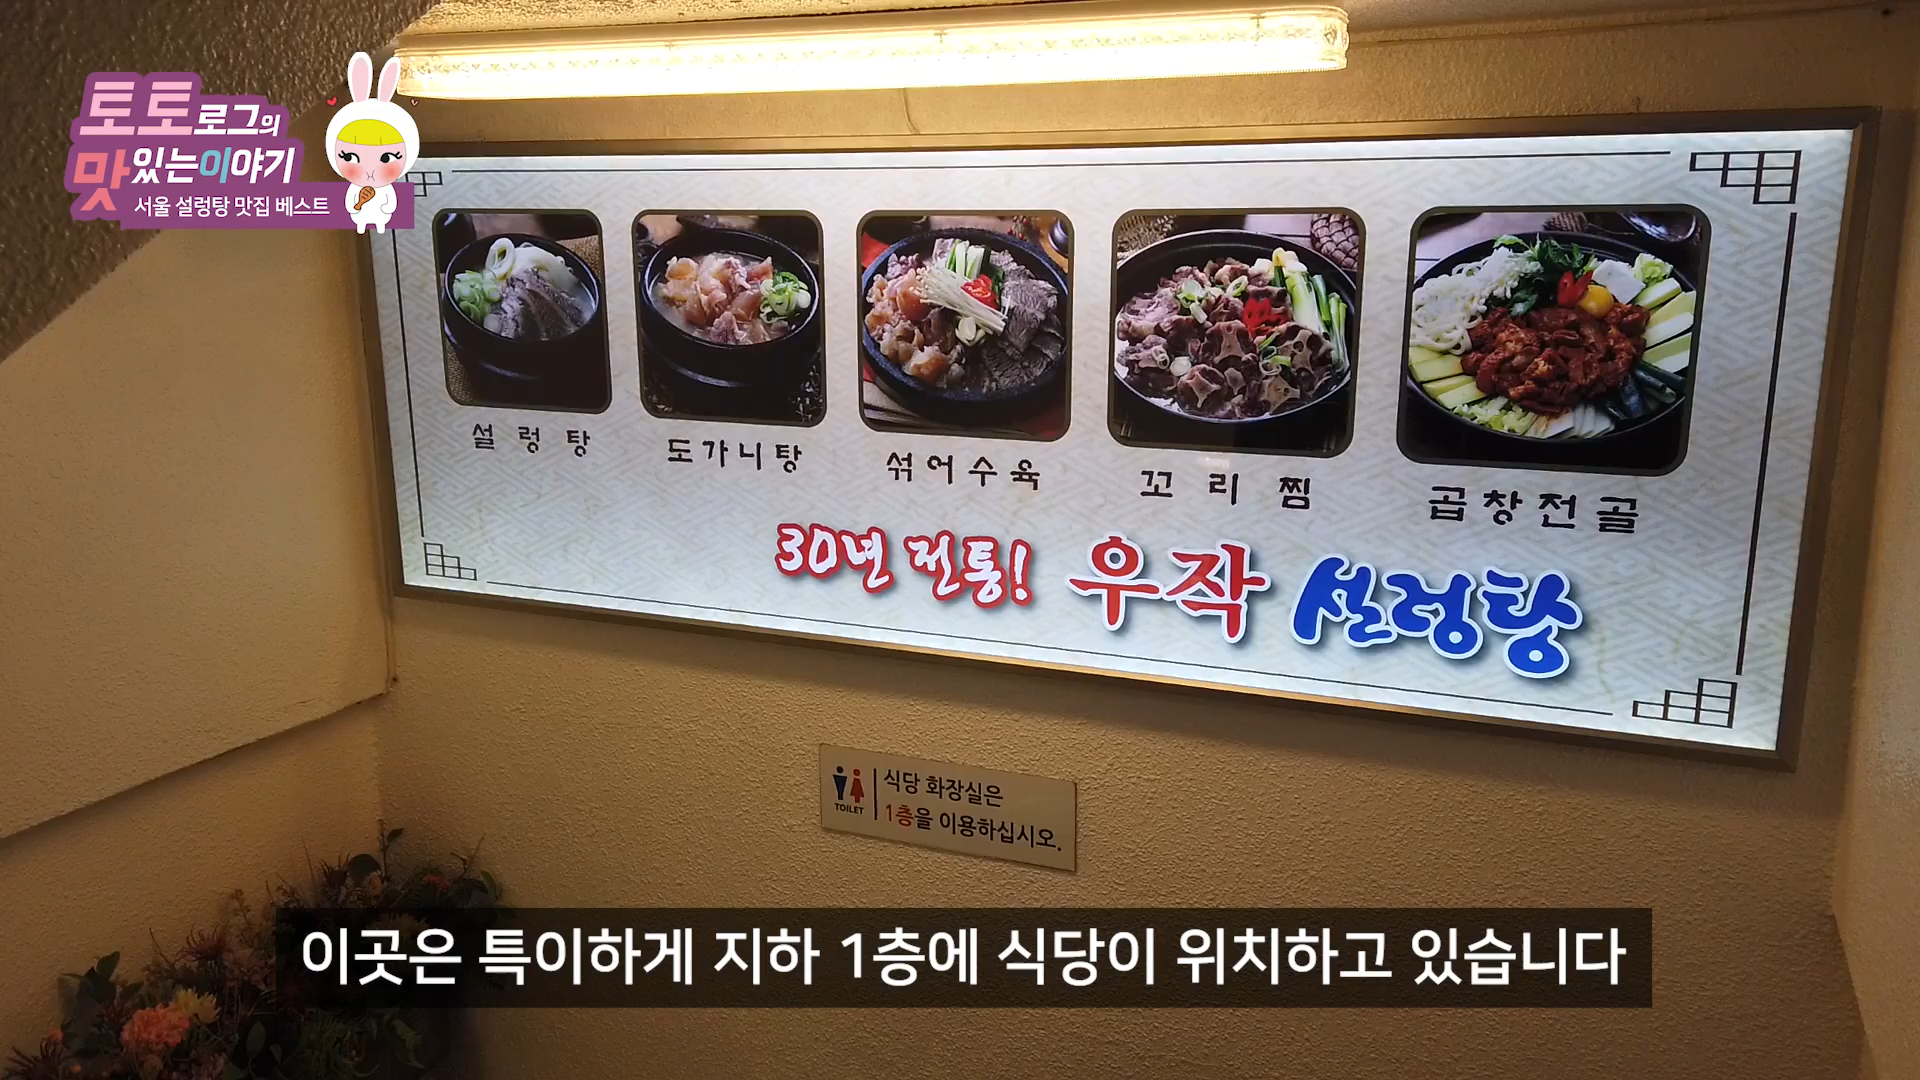 토토로그의
맛있는이야기
서울 설렁탕 맛집 베스트
설렁탕
도가니탕
섞어수육
꼬리찜
곱창전골
30년 전통! 우작 설렁탕
TOILET
식당 화장실은
1층을 이용하십시오.
이곳은 특이하게 지하 1층에 식당이 위치하고 있습니다